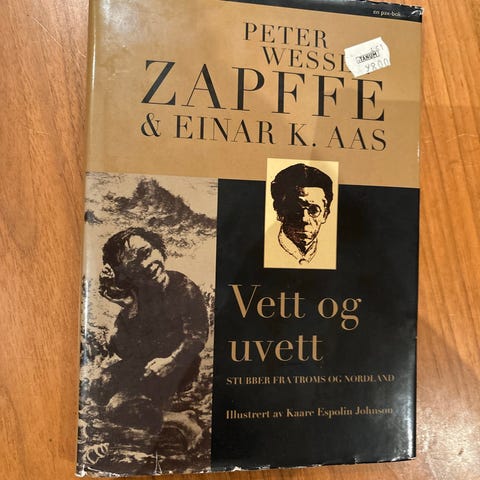 en pax-bok
PETER
WESSEL
ZAPFFE
& EINAR K. AAS
TANUM
Vett og
uvett
STUBBER FRA TROMS OG NORDLAND
Illustrert av Kaare Espolin Johnson